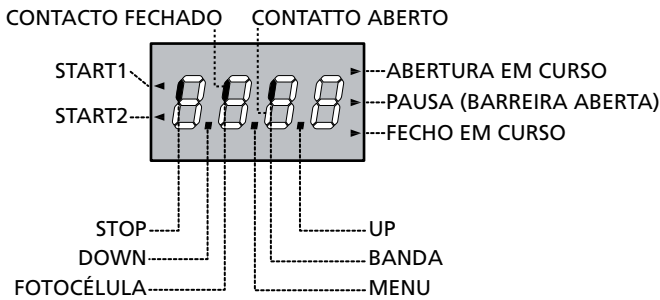 CONTACTO FECHADO CONTATTO ABERTO
START1 ABERTURA EM CURSO
START2 PAUSA (BARREIRA ABERTA)
FECHO EM CURSO
STOP UP
DOWN BANDA
FOTOCÉLULA MENU